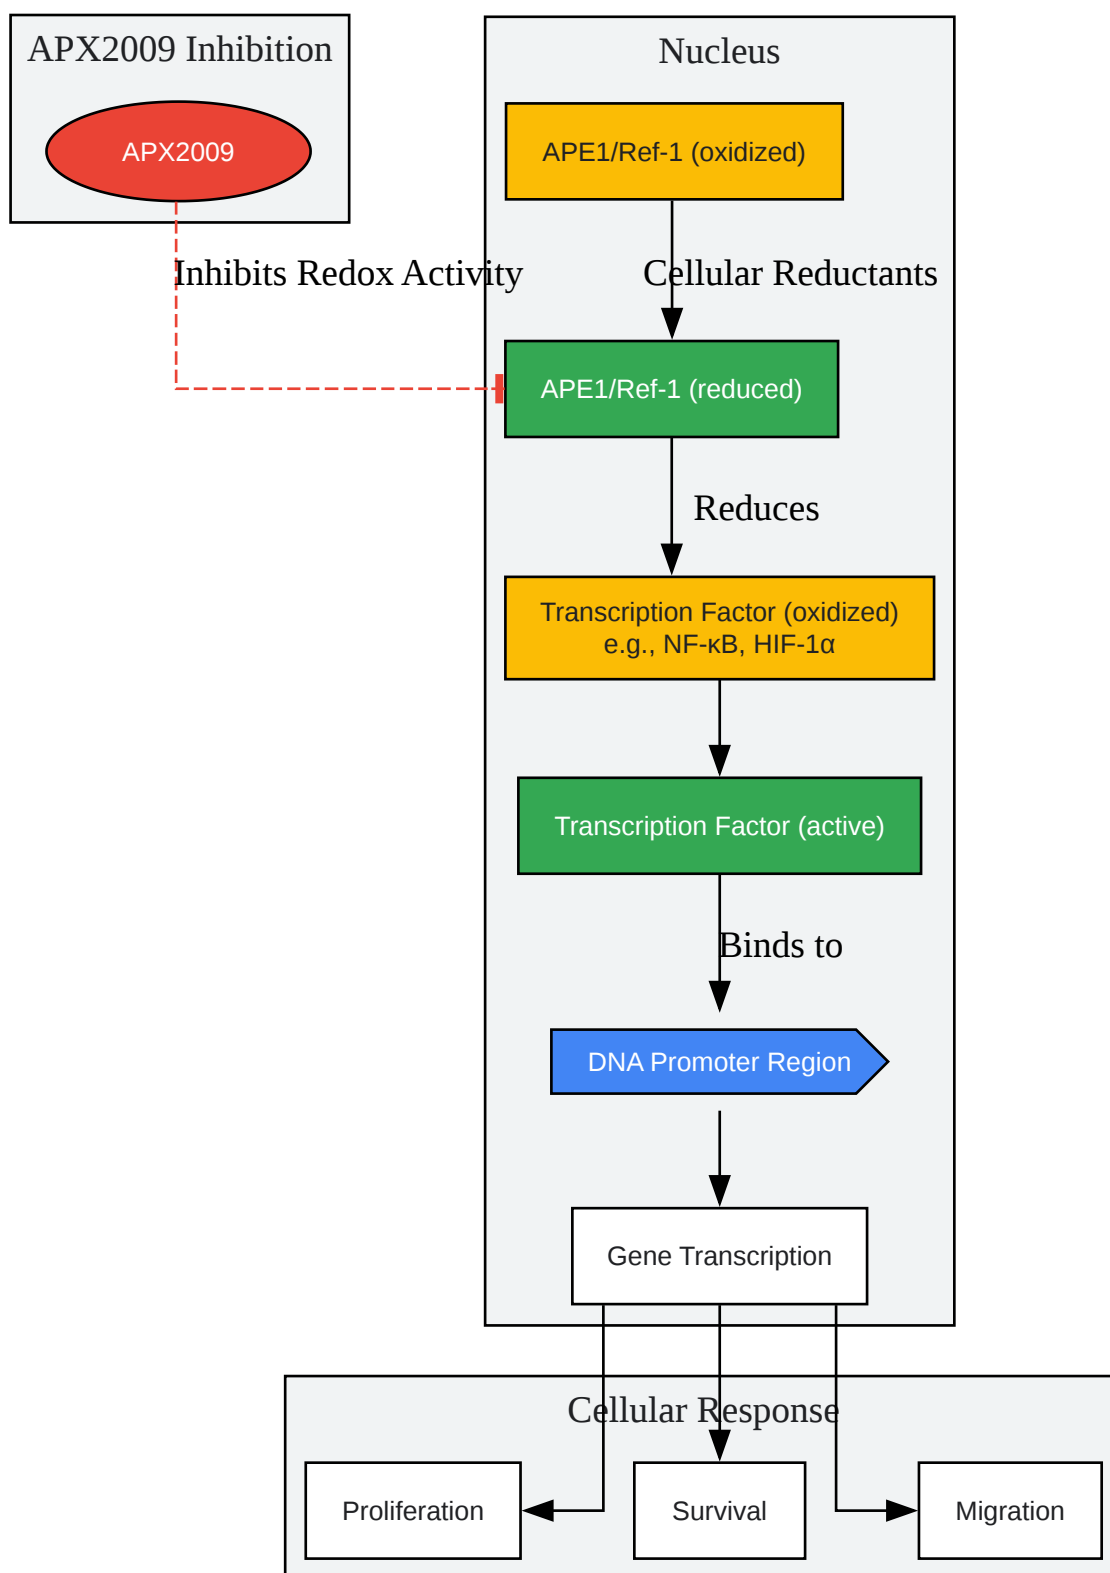 APX2009 Inhibition
APX2009
Inhibits Redox Activity
Nucleus
APE1/Ref-1 (oxidized)
Cellular Reductants
APE1/Ref-1 (reduced)
Reduces
Transcription Factor (oxidized)
e.g., NF-κB, HIF-1α
Transcription Factor (active)
Binds to
DNA Promoter Region
Gene Transcription
Cellular Response
Proliferation
Survival
Migration